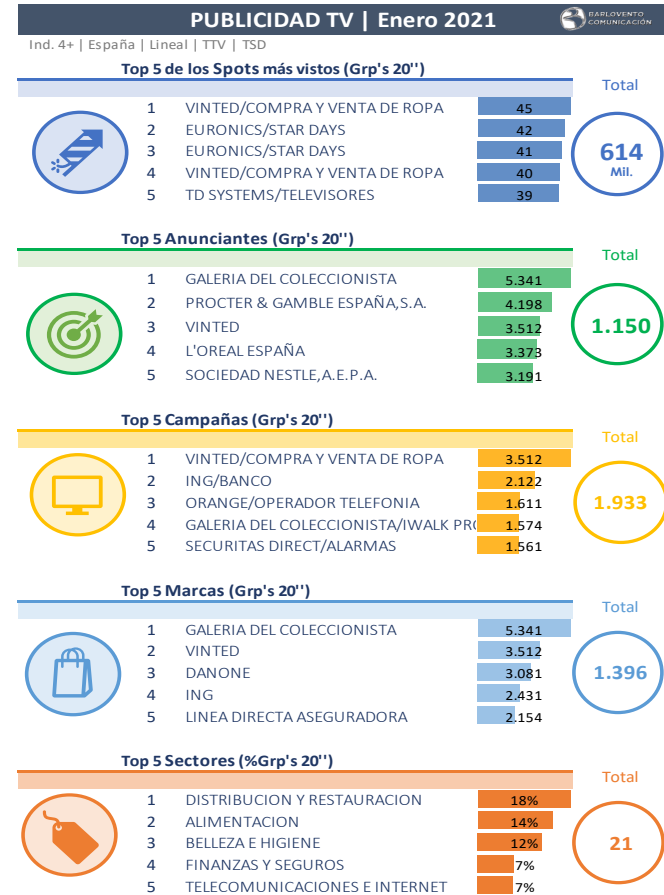 PUBLICIDAD TV | Enero 2021
BARLOVENTO
COMUNICACIÓN
Ind. 4+ | España | Lineal | TTV | TSD
Top 5 de los Spots más vistos (Grp's 20'')
Total
1 VINTED/COMPRA Y VENTA DE ROPA 45
2 EURONICS/STAR DAYS 42
3 EURONICS/STAR DAYS 41
4 VINTED/COMPRA Y VENTA DE ROPA 40
5 TD SYSTEMS/TELEVISORES 39
614
Mil.
Top 5 Anunciantes (Grp's 20'')
Total
1 GALERIA DEL COLECCIONISTA 5.341
2 PROCTER & GAMBLE ESPAÑA,S.A. 4.198
3 VINTED 3.512
4 L'OREAL ESPAÑA 3.373
5 SOCIEDAD NESTLE,A.E.P.A. 3.191
1.150
Top 5 Campañas (Grp's 20'')
Total
1 VINTED/COMPRA Y VENTA DE ROPA 3.512
2 ING/BANCO 2.122
3 ORANGE/OPERADOR TELEFONIA 1.611
4 GALERIA DEL COLECCIONISTA/IWALK PRO 1.574
5 SECURITAS DIRECT/ALARMAS 1.561
1.933
Top 5 Marcas (Grp's 20'')
Total
1 GALERIA DEL COLECCIONISTA 5.341
2 VINTED 3.512
3 DANONE 3.081
4 ING 2.431
5 LINEA DIRECTA ASEGURADORA 2.154
1.396
Top 5 Sectores (%Grp's 20'')
Total
1 DISTRIBUCION Y RESTAURACION 18%
2 ALIMENTACION 14%
3 BELLEZA E HIGIENE 12%
4 FINANZAS Y SEGUROS 7%
5 TELECOMUNICACIONES E INTERNET 7%
21